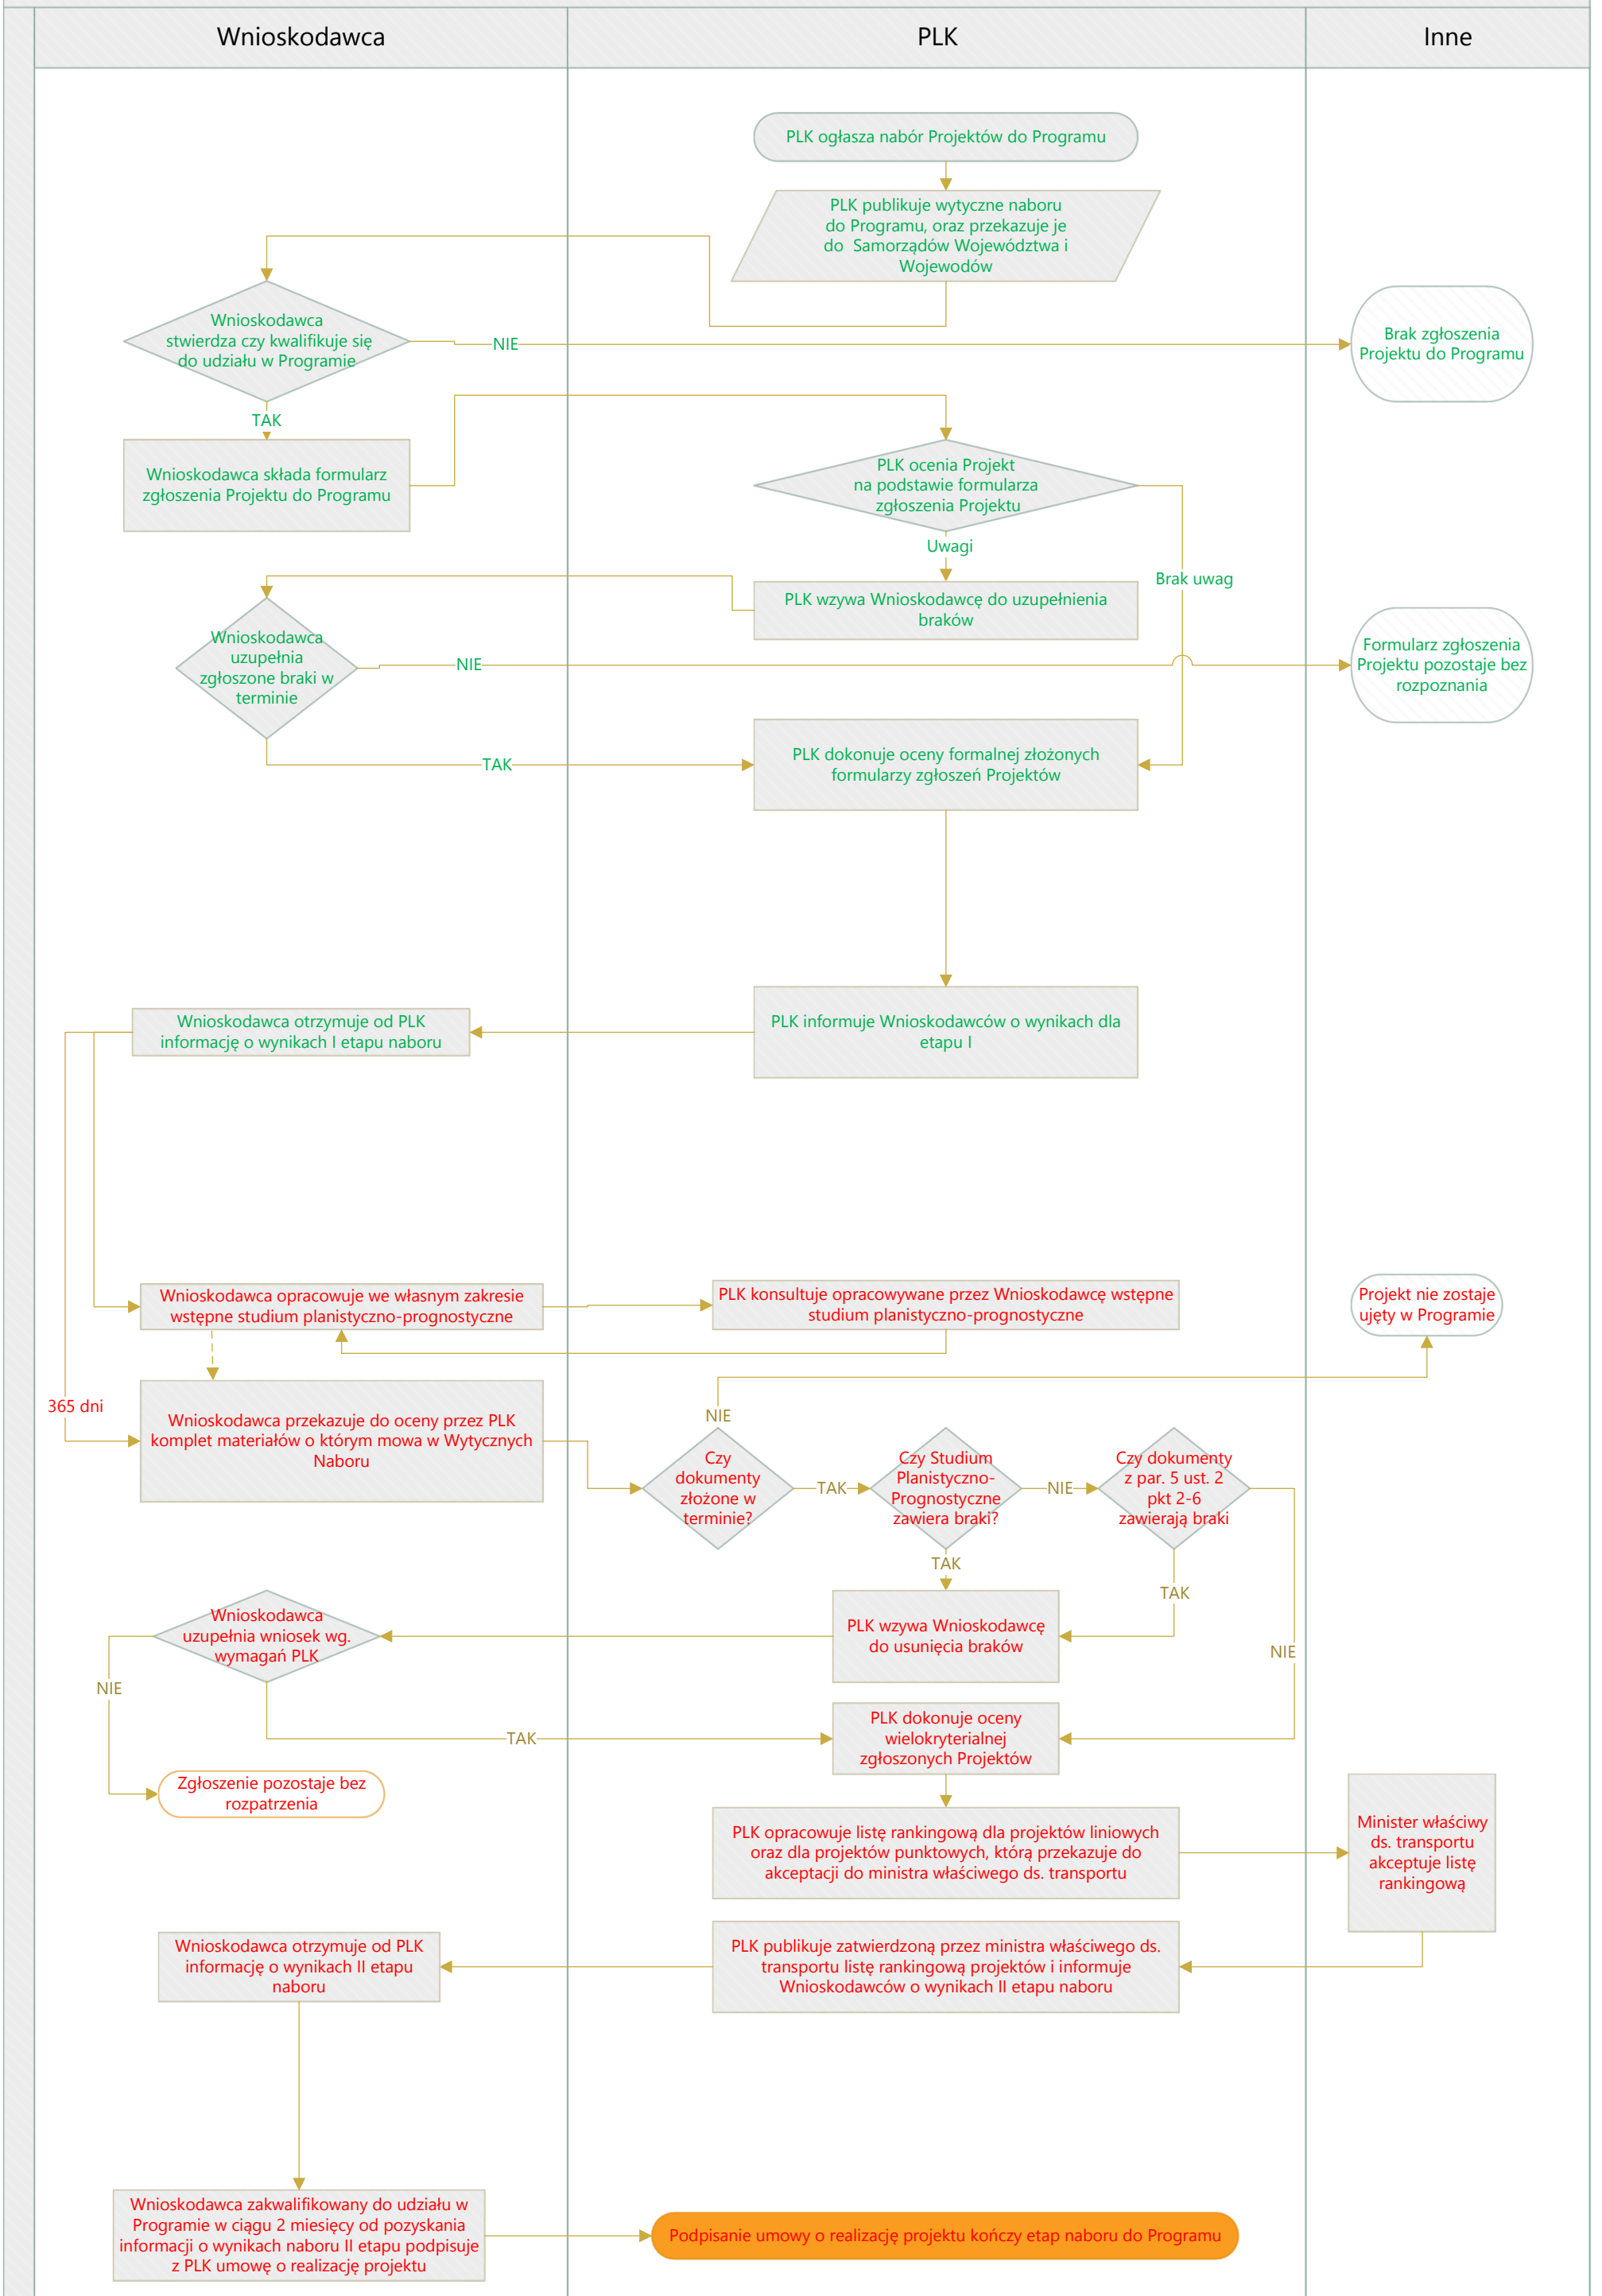 Wnioskodawca
PLK
Inne
PLK ogłasza nabór Projektów do Programu
PLK publikuje wytyczne naboru
do Programu, oraz przekazuje je
do Samorządów Województwa i
Wojewodów
Wnioskodawca
stwierdza czy kwalifikuje się
do udziału w Programie
NIE
Brak zgłoszenia
Projektu do Programu
TAK
Wnioskodawca składa formularz
zgłoszenia Projektu do Programu
PLK ocenia Projekt
na podstawie formularza
zgłoszenia Projektu
Uwagi
Brak uwag
PLK wzywa Wnioskodawcę do uzupełnienia
braków
Wnioskodawca
uzupełnia
zgłoszone braki w
terminie
NIE
Formularz zgłoszenia
Projektu pozostaje bez
rozpoznania
TAK
PLK dokonuje oceny formalnej złożonych
formularzy zgłoszeń Projektów
Wnioskodawca otrzymuje od PLK
informację o wynikach I etapu naboru
PLK informuje Wnioskodawców o wynikach dla
etapu I
Wnioskodawca opracowuje we własnym zakresie
wstępne studium planistyczno-prognostyczne
PLK konsultuje opracowywane przez Wnioskodawcę wstępne
studium planistyczno-prognostyczne
Projekt nie zostaje
ujęty w Programie
365 dni
Wnioskodawca przekazuje do oceny przez PLK
komplet materiałów o którym mowa w Wytycznych
Naboru
NIE
Czy
dokumenty
złożone w
terminie?
TAK
Czy Studium
Planistyczno-
Prognostyczne
zawiera braki?
NIE
Czy dokumenty
z par. 5 ust. 2
pkt 2-6
zawierają braki
TAK
TAK
NIE
Wnioskodawca
uzupełnia wniosek wg.
wymagań PLK
PLK wzywa Wnioskodawcę
do usunięcia braków
NIE
TAK
PLK dokonuje oceny
wielokryterialnej
zgłoszonych Projektów
Zgłoszenie pozostaje bez
rozpatrzenia
PLK opracowuje listę rankingową dla projektów liniowych
oraz dla projektów punktowych, którą przekazuje do
akceptacji do ministra właściwego ds. transportu
Minister właściwy
ds. transportu
akceptuje listę
rankingową
Wnioskodawca otrzymuje od PLK
informację o wynikach II etapu
naboru
PLK publikuje zatwierdzoną przez ministra właściwego ds.
transportu listę rankingową projektów i informuje
Wnioskodawców o wynikach II etapu naboru
Wnioskodawca zakwalifikowany do udziału w
Programie w ciągu 2 miesięcy od pozyskania
informacji o wynikach naboru II etapu podpisuje
z PLK umowę o realizację projektu
Podpisanie umowy o realizację projektu kończy etap naboru do Programu